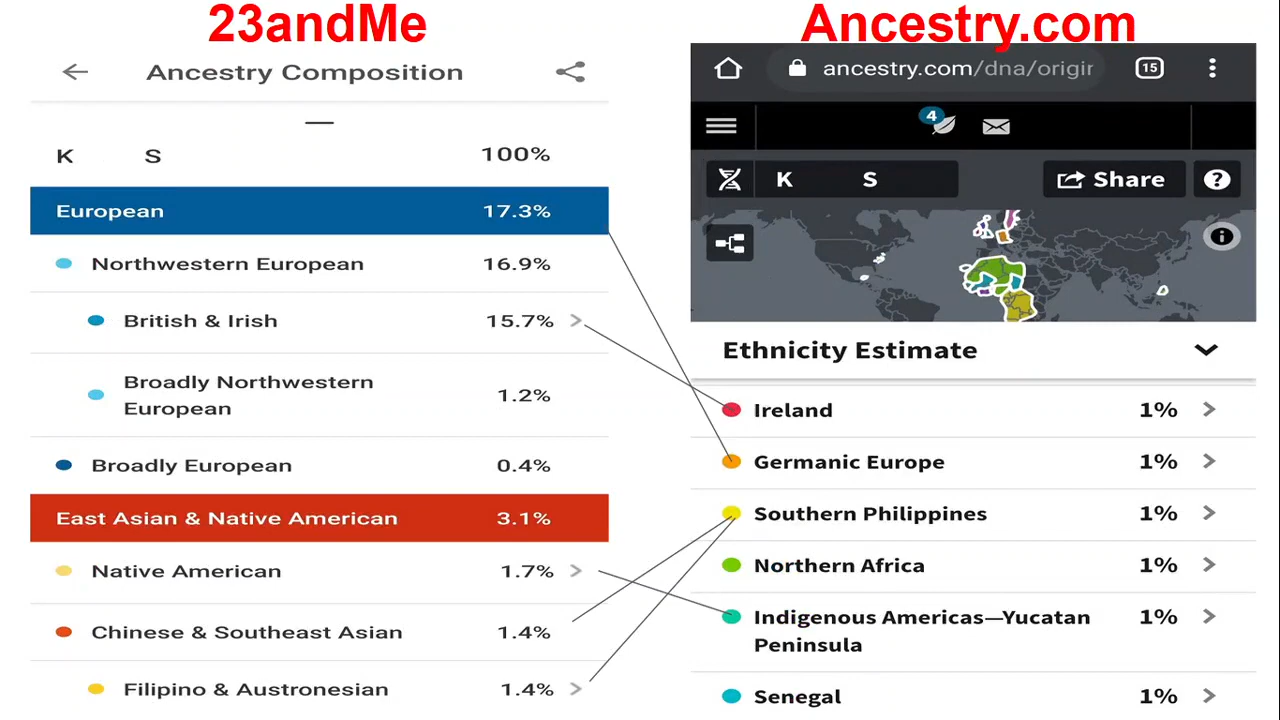 23andMe
Ancestry Composition
K S 100%
European 17.3%
Northwestern European 16.9%
British & Irish 15.7%
Broadly Northwestern
European 1.2%
Broadly European 0.4%
East Asian & Native American 3.1%
Native American 1.7%
Chinese & Southeast Asian 1.4%
Filipino & Austronesian 1.4%
Ancestry.com
ancestry.com/dna/origir 15
4
K S Share ?
i
Ethnicity Estimate
Ireland 1%
Germanic Europe 1%
Southern Philippines 1%
Northern Africa 1%
Indigenous Americas—Yucatan 1%
Peninsula
Senegal 1%